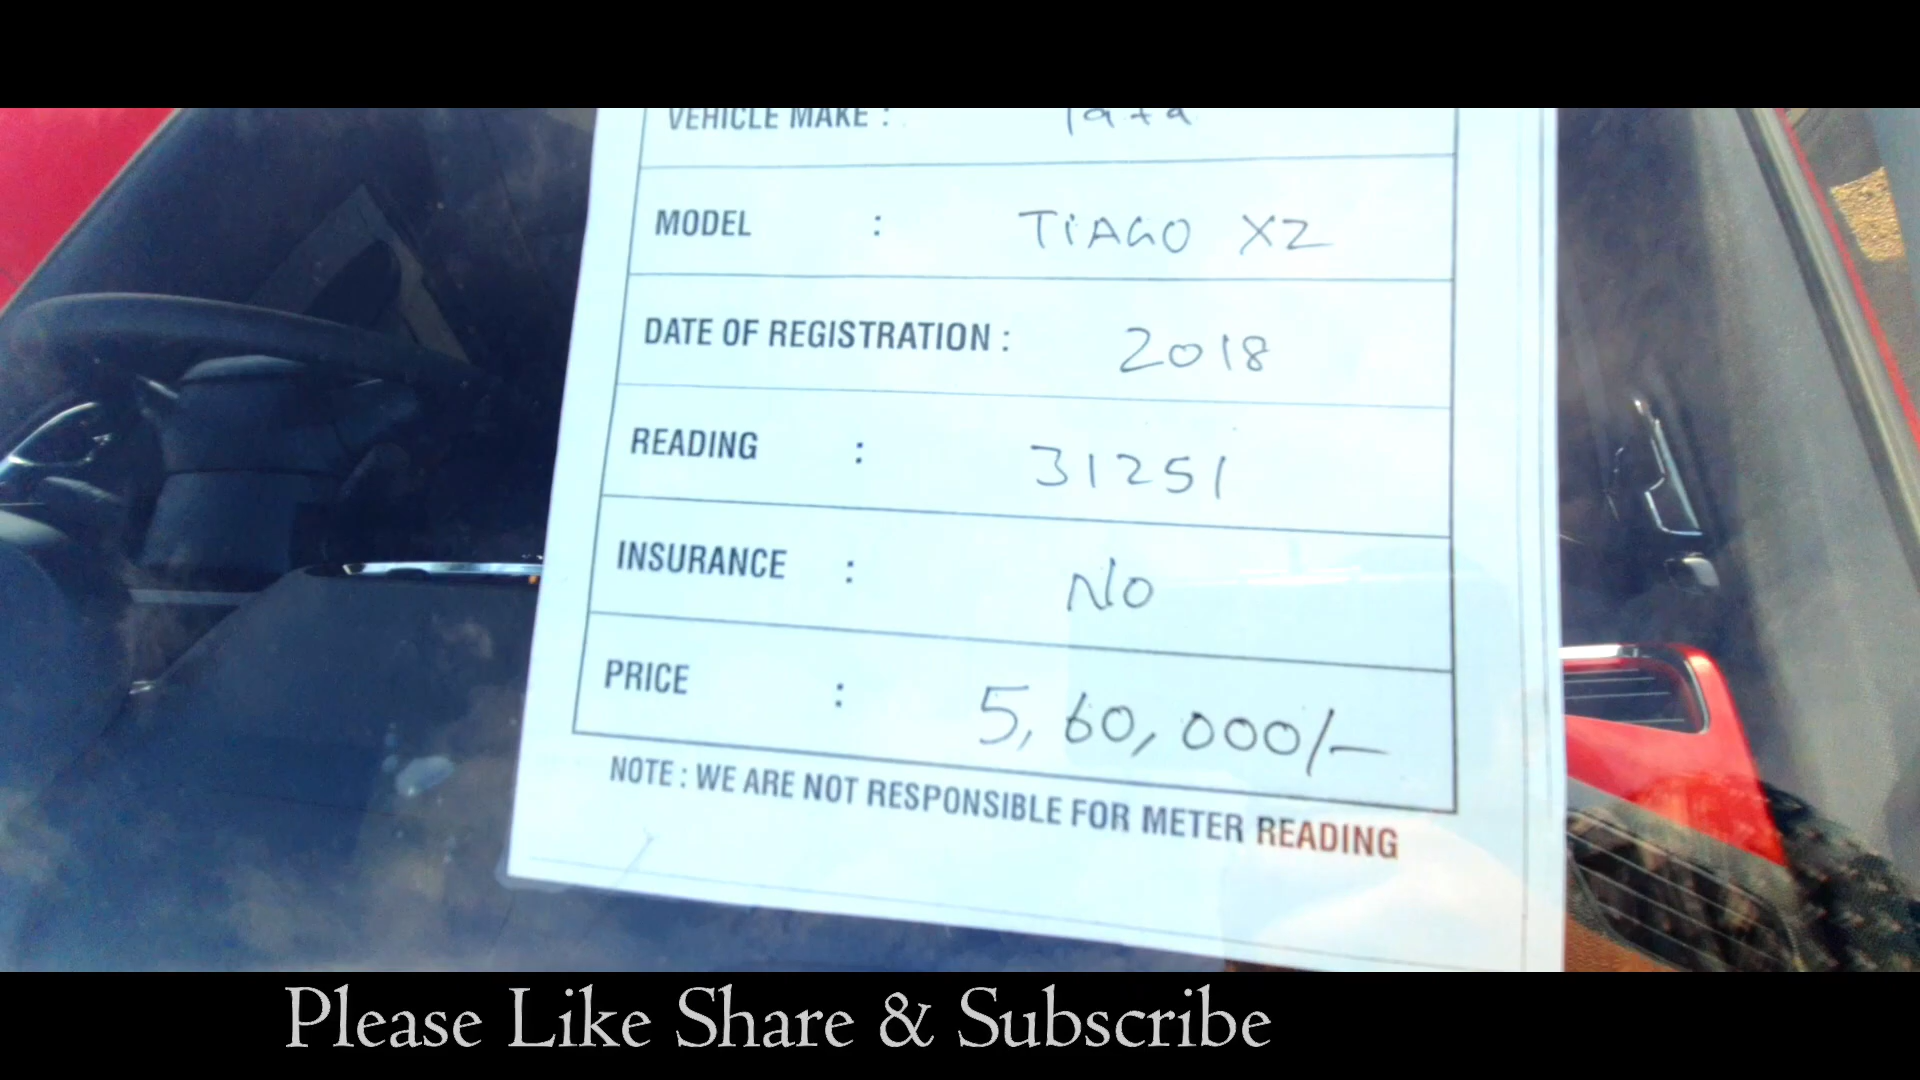 VEHICLE MAKE : Tata
MODEL : TIAGO XZ
DATE OF REGISTRATION : 2018
READING : 31251
INSURANCE : NO
PRICE : 5,60,000/-
NOTE : WE ARE NOT RESPONSIBLE FOR METER READING
Please Like Share & Subscribe